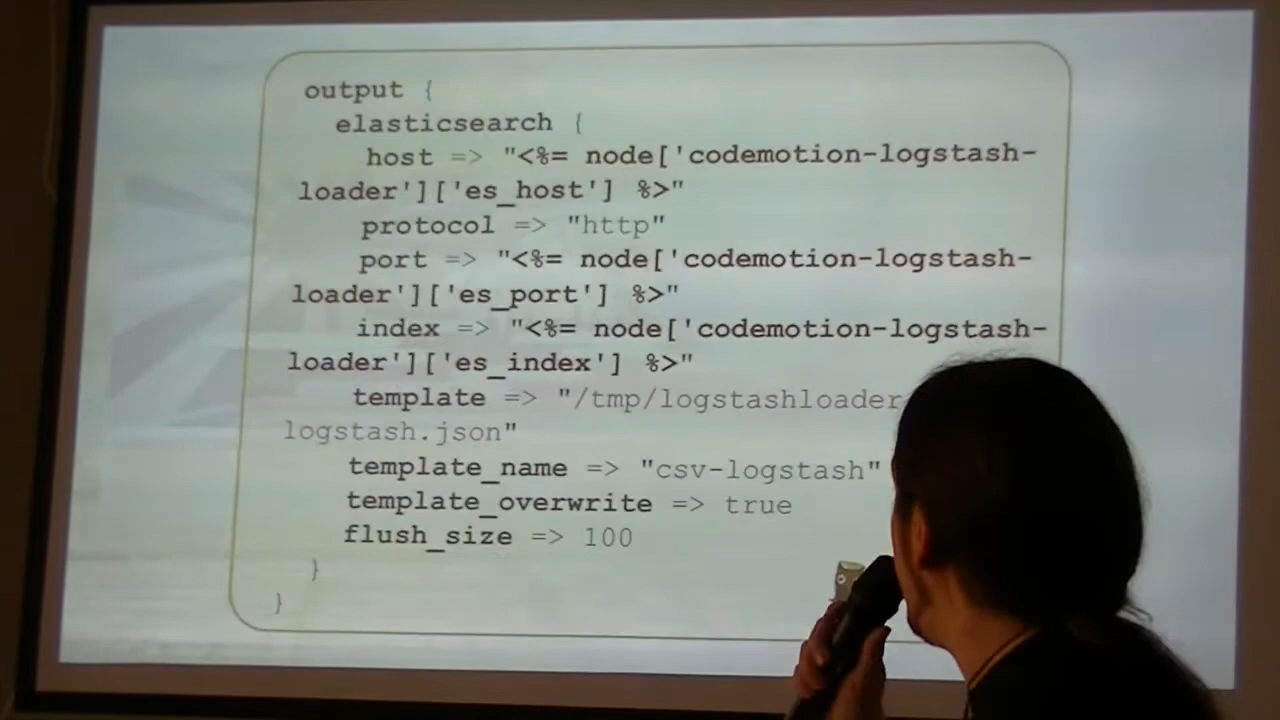 output {
elasticsearch {
host => "<%= node['codemotion-logstash-
loader']['es_host'] %>"
protocol => "http"
port => "<%= node['codemotion-logstash-
loader']['es_port'] %>"
index => "<%= node['codemotion-logstash-
loader']['es_index'] %>"
template => "/tmp/logstashloader
logstash.json"
template_name => "csv-logstash"
template_overwrite => true
flush_size => 100
}
}